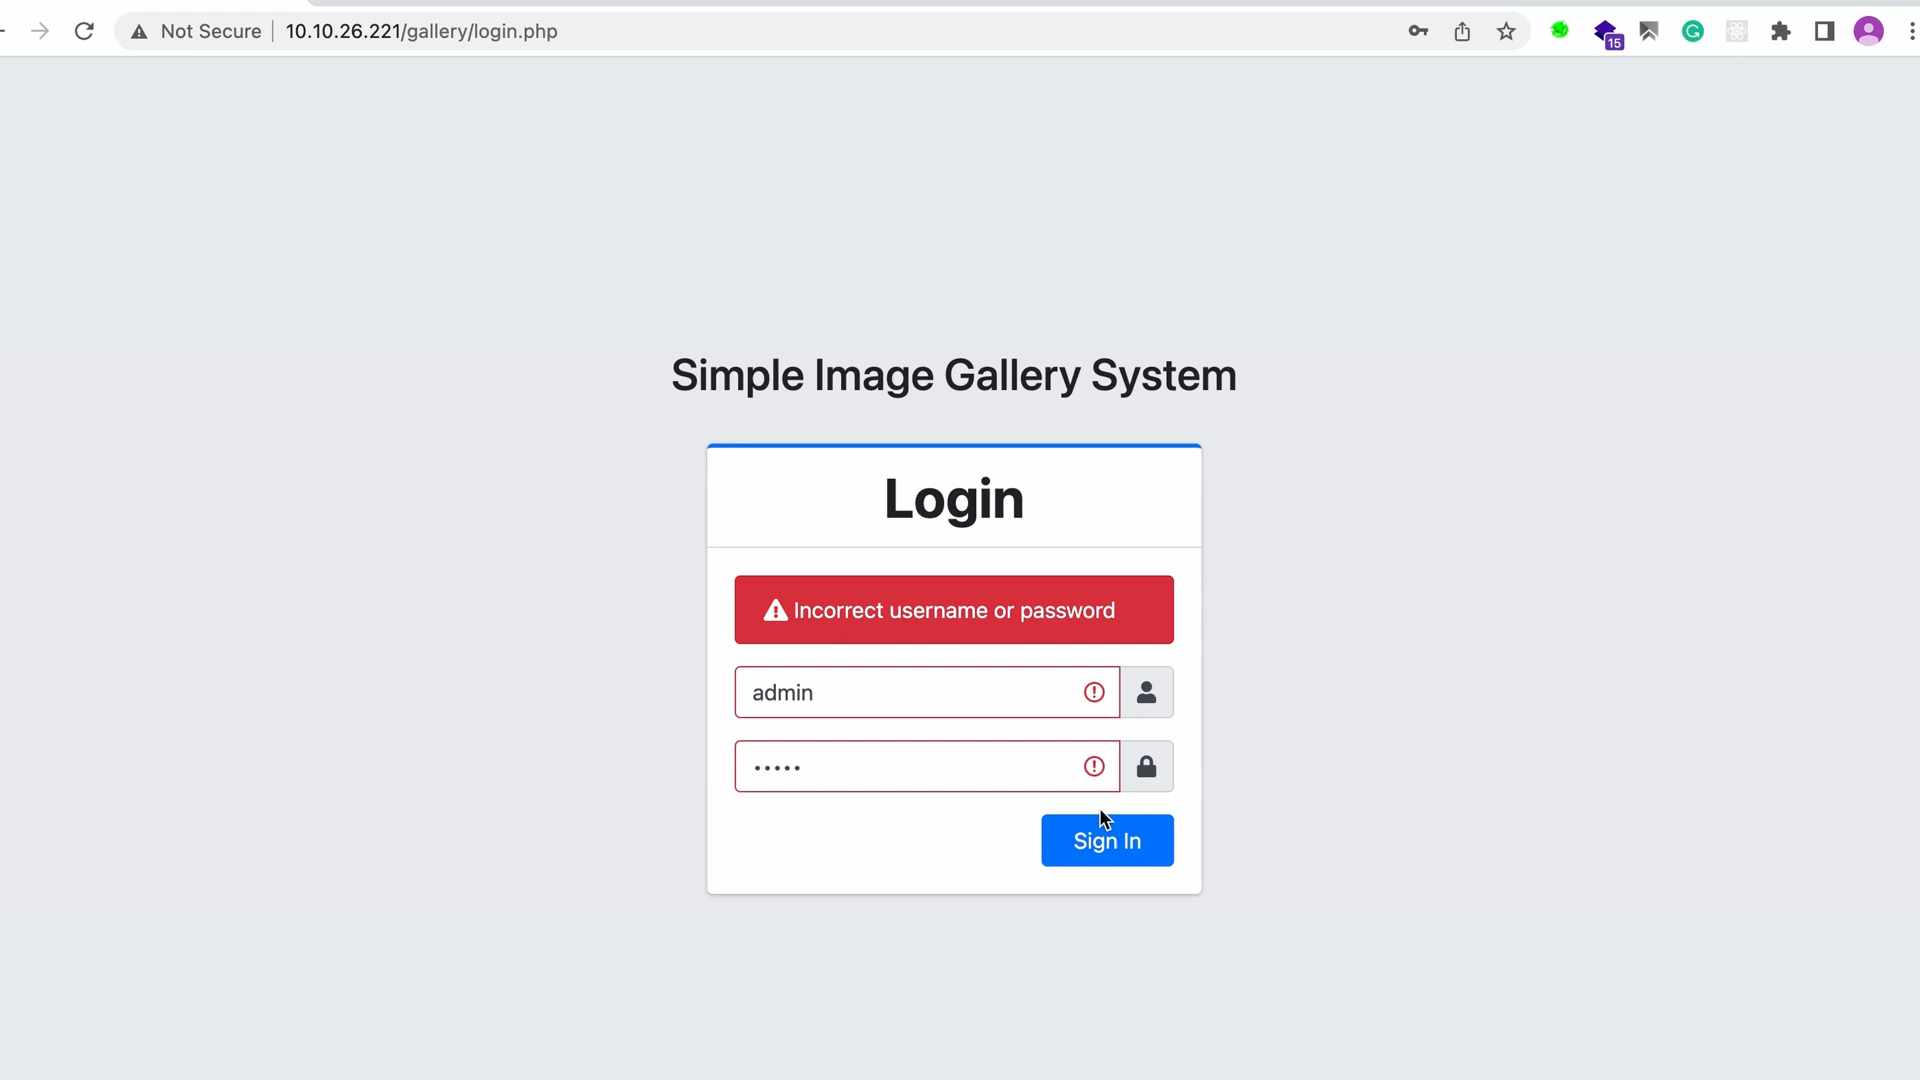 Not Secure
10.10.26.221/gallery/login.php
15
Simple Image Gallery System
Login
Incorrect username or password
admin
•••••
Sign In